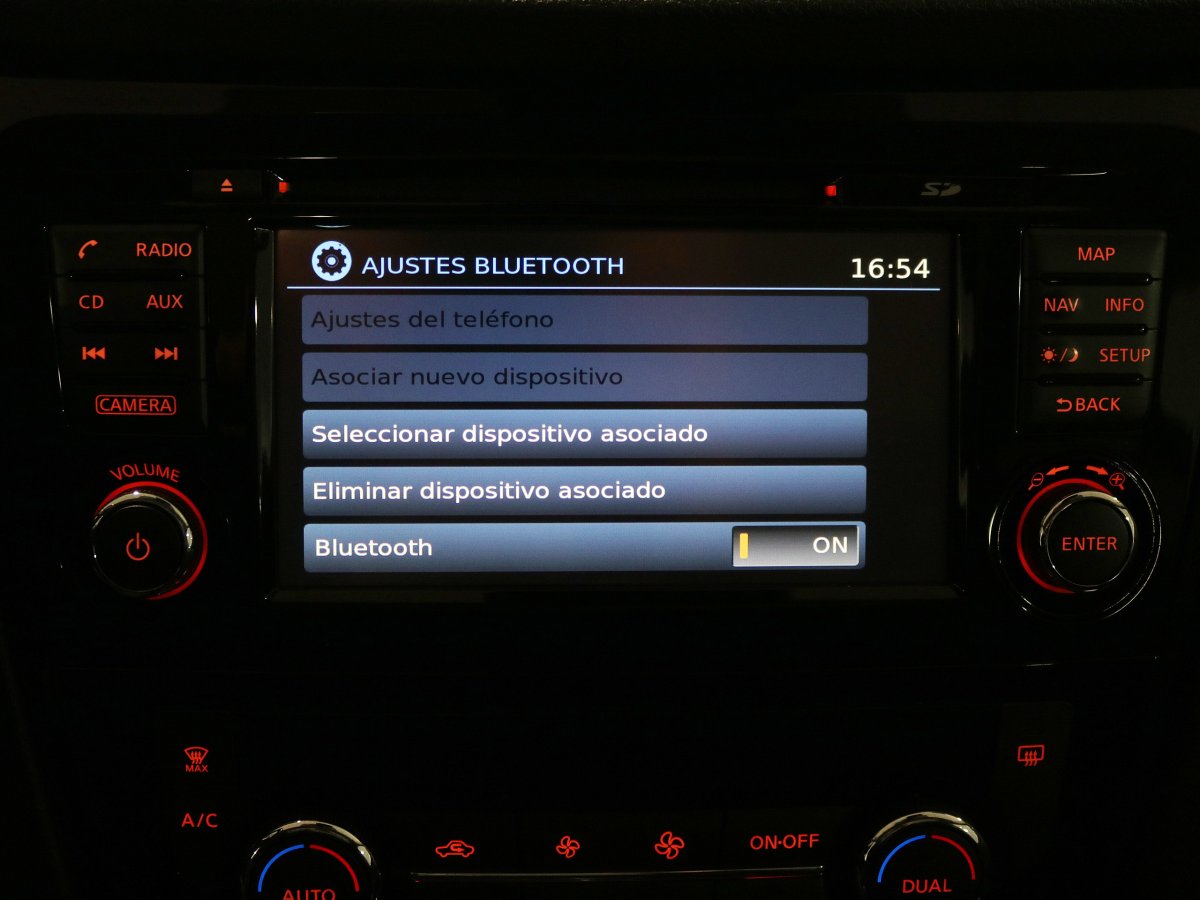 SD
RADIO
CD AUX
CAMERA
VOLUME
AJUSTES BLUETOOTH 16:54
Ajustes del teléfono
Asociar nuevo dispositivo
Seleccionar dispositivo asociado
Eliminar dispositivo asociado
Bluetooth ON
MAP
NAV INFO
SETUP
BACK
ENTER
MAX
A/C
AUTO
ON·OFF
DUAL